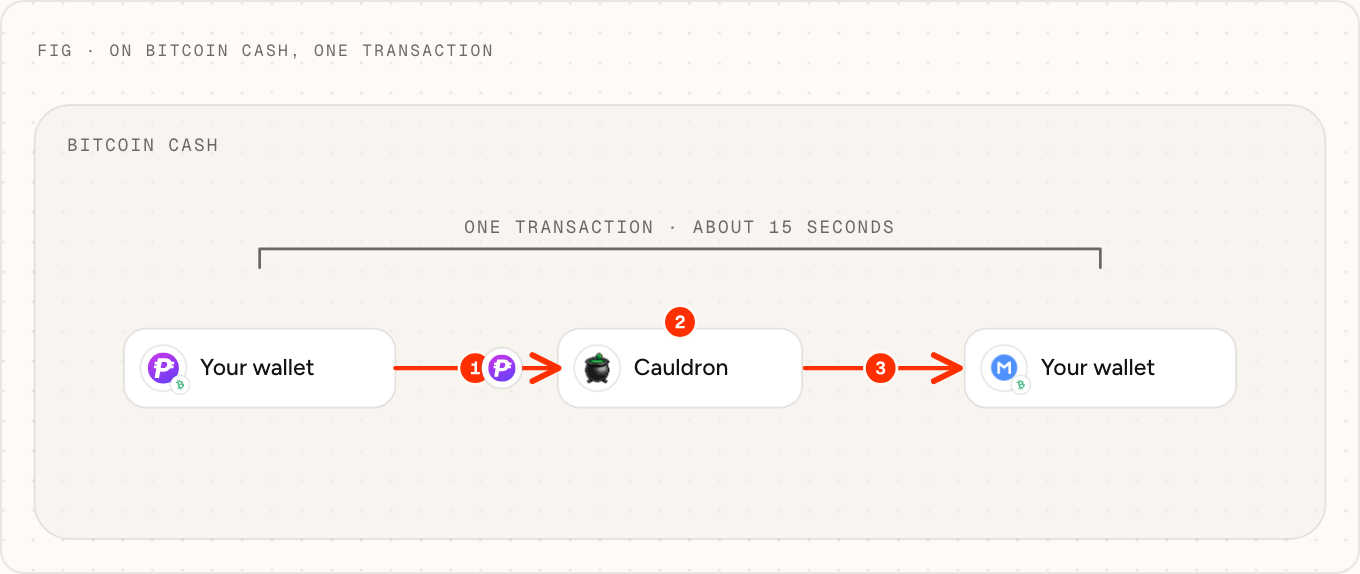 FIG · ON BITCOIN CASH, ONE TRANSACTION
BITCOIN CASH
ONE TRANSACTION · ABOUT 15 SECONDS
2
Your wallet
1
Cauldron
3
Your wallet